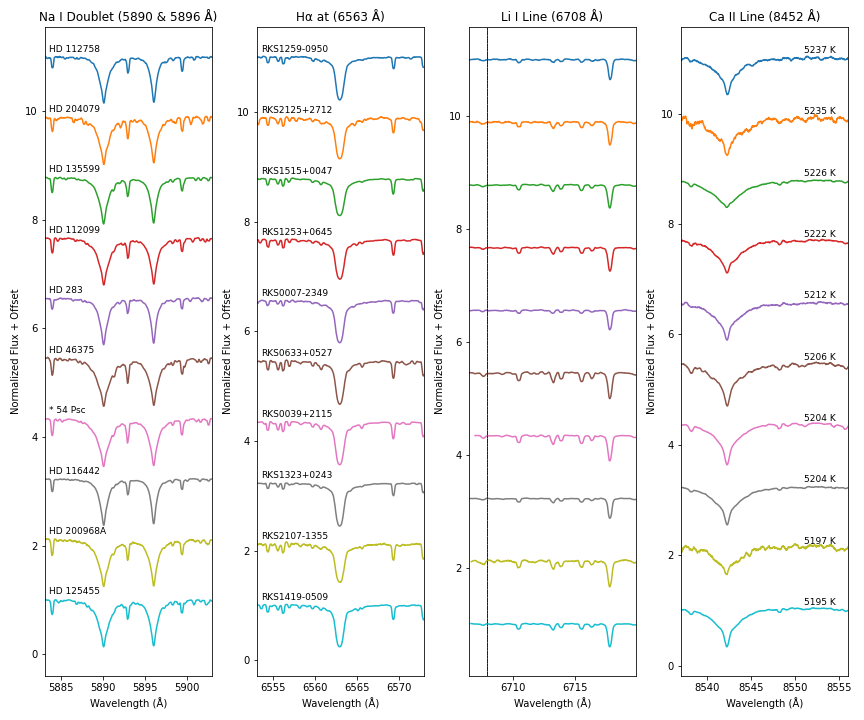 Na I Doublet (5890 & 5896 Å)
Hα at (6563 Å)
Li I Line (6708 Å)
Ca II Line (8452 Å)
HD 112758
HD 204079
HD 135599
HD 112099
HD 283
HD 46375
* 54 Psc
HD 116442
HD 200968A
HD 125455
10
8
6
4
2
0
5885
5890
5895
5900
Normalized Flux + Offset
Wavelength (Å)
RKS1259-0950
RKS2125+2712
RKS1515+0047
RKS1253+0645
RKS0007-2349
RKS0633+0527
RKS0039+2115
RKS1323+0243
RKS2107-1355
RKS1419-0509
10
8
6
4
2
0
6555
6560
6565
6570
Normalized Flux + Offset
Wavelength (Å)
10
8
6
4
2
6710
6715
Normalized Flux + Offset
Wavelength (Å)
5237 K
5235 K
5226 K
5222 K
5212 K
5206 K
5204 K
5204 K
5197 K
5195 K
10
8
6
4
2
0
8540
8545
8550
8555
Normalized Flux + Offset
Wavelength (Å)